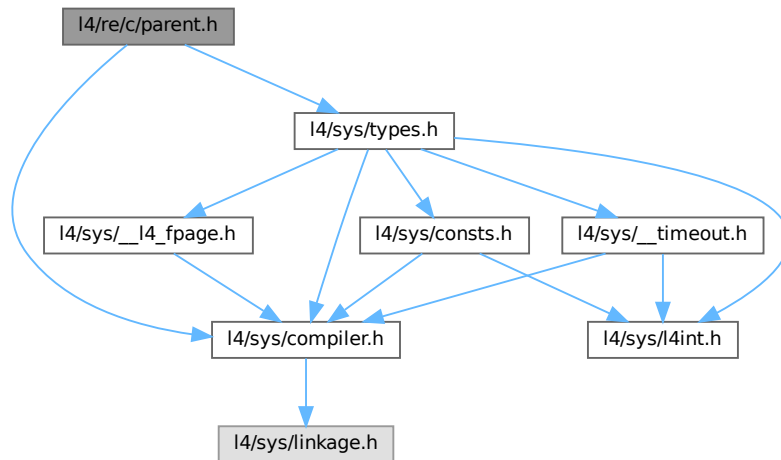 l4/re/c/parent.h
l4/sys/types.h
l4/sys/__l4_fpage.h
l4/sys/consts.h
l4/sys/__timeout.h
l4/sys/compiler.h
l4/sys/l4int.h
l4/sys/linkage.h